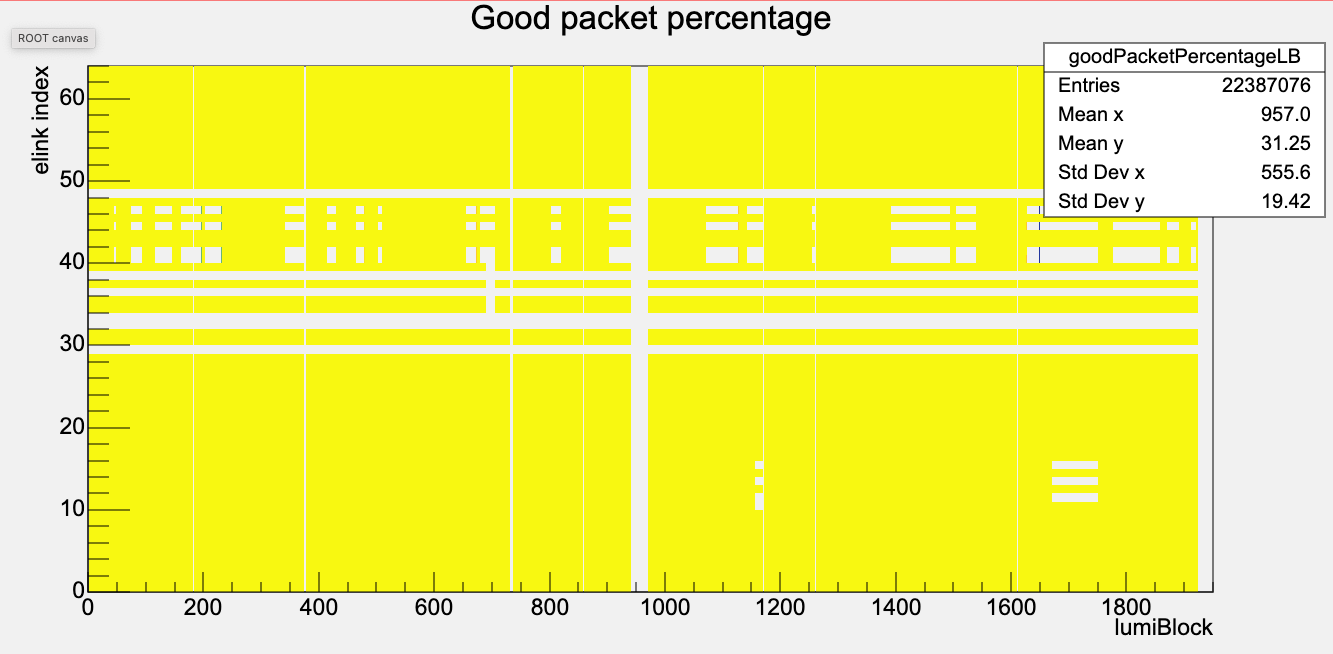 Good packet percentage
ROOT canvas
goodPacketPercentageLB
Entries 22387076
Mean x 957.0
Mean y 31.25
Std Dev x 555.6
Std Dev y 19.42
elink index
60
50
40
30
20
10
0
0 200 400 600 800 1000 1200 1400 1600 1800
lumiBlock